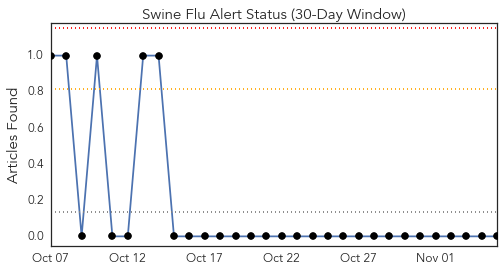 Swine Flu Alert Status (30-Day Window)
Articles Found
1.0
0.8
0.6
0.4
0.2
0.0
Oct 07 Oct 12 Oct 17 Oct 22 Oct 27 Nov 01